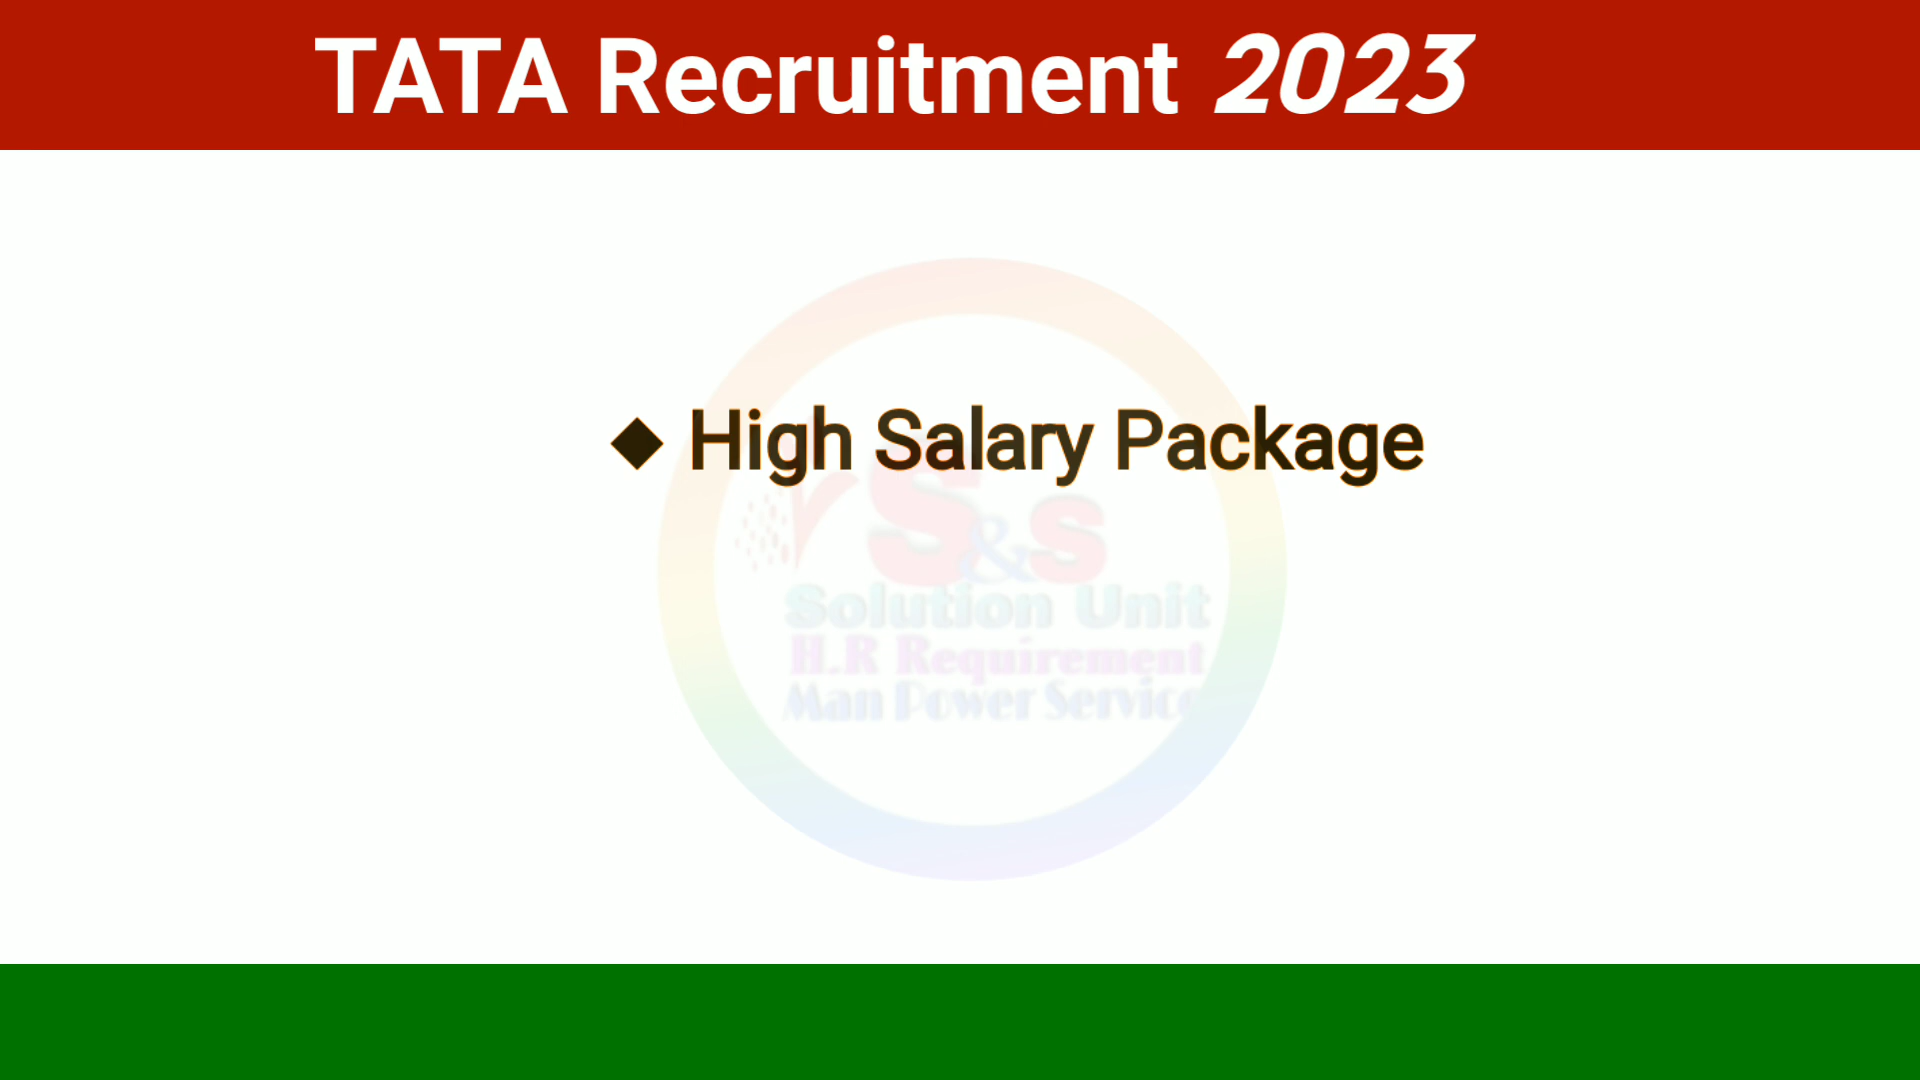 TATA Recruitment 2023
◆ High Salary Package
S&s
Solution Unit
H.R Requirement
Man Power Service